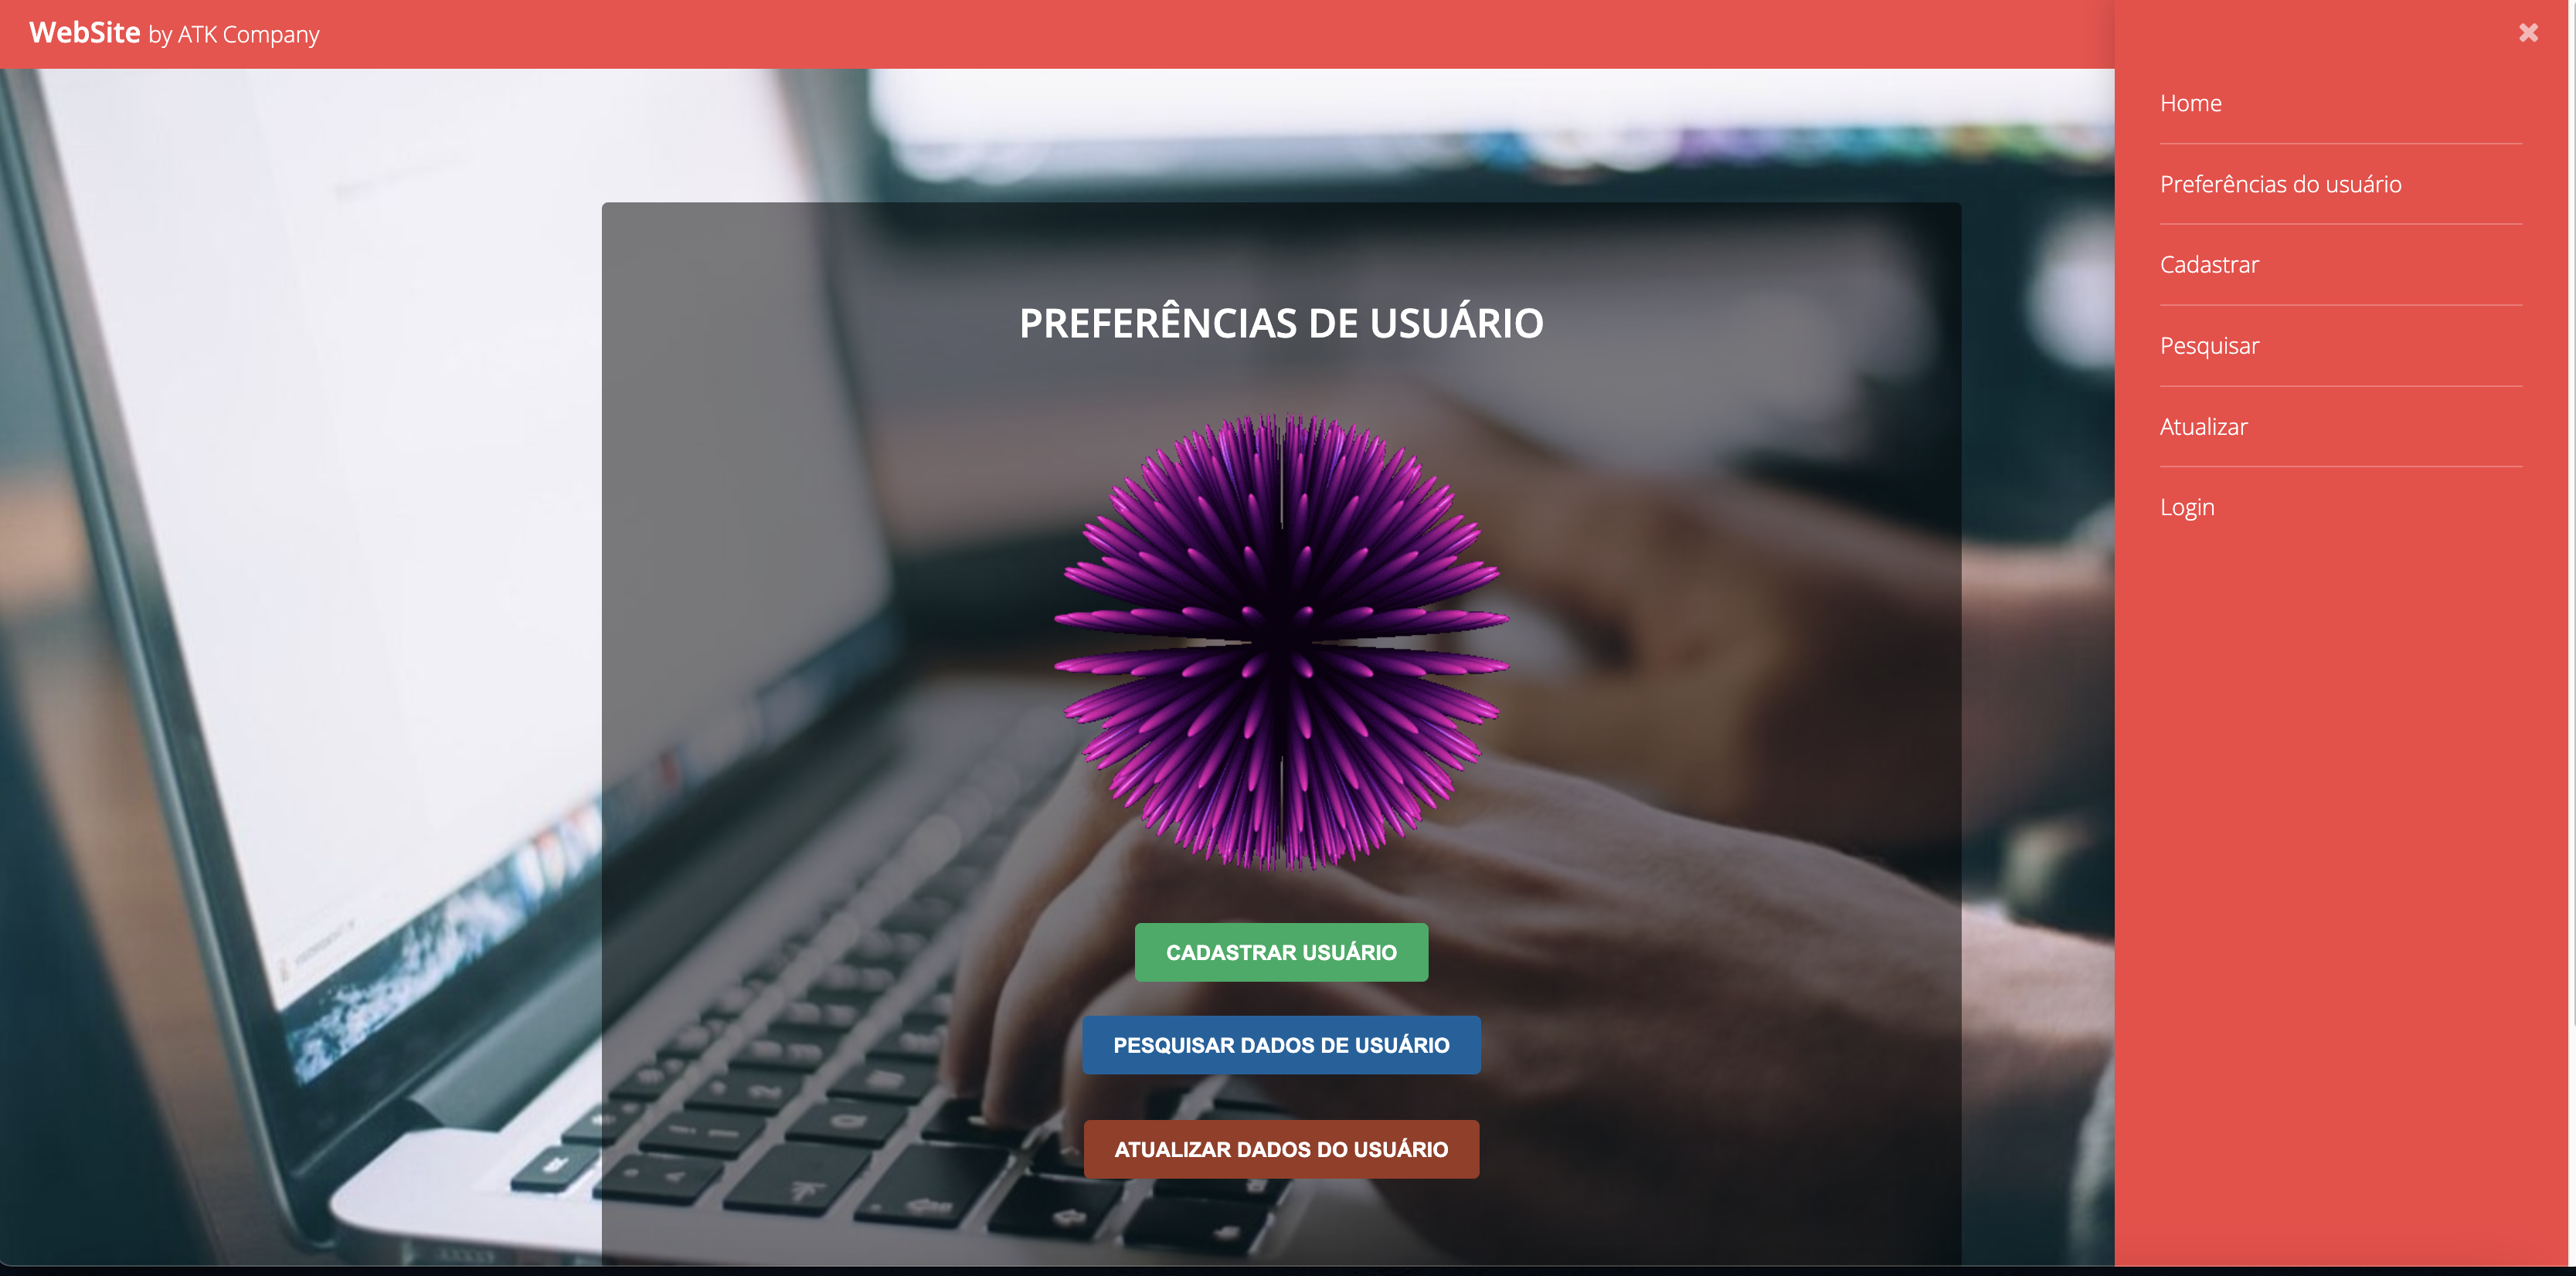 WebSite by ATK Company
Home
Preferências do usuário
Cadastrar
Pesquisar
Atualizar
Login
PREFERÊNCIAS DE USUÁRIO
CADASTRAR USUÁRIO
PESQUISAR DADOS DE USUÁRIO
ATUALIZAR DADOS DO USUÁRIO